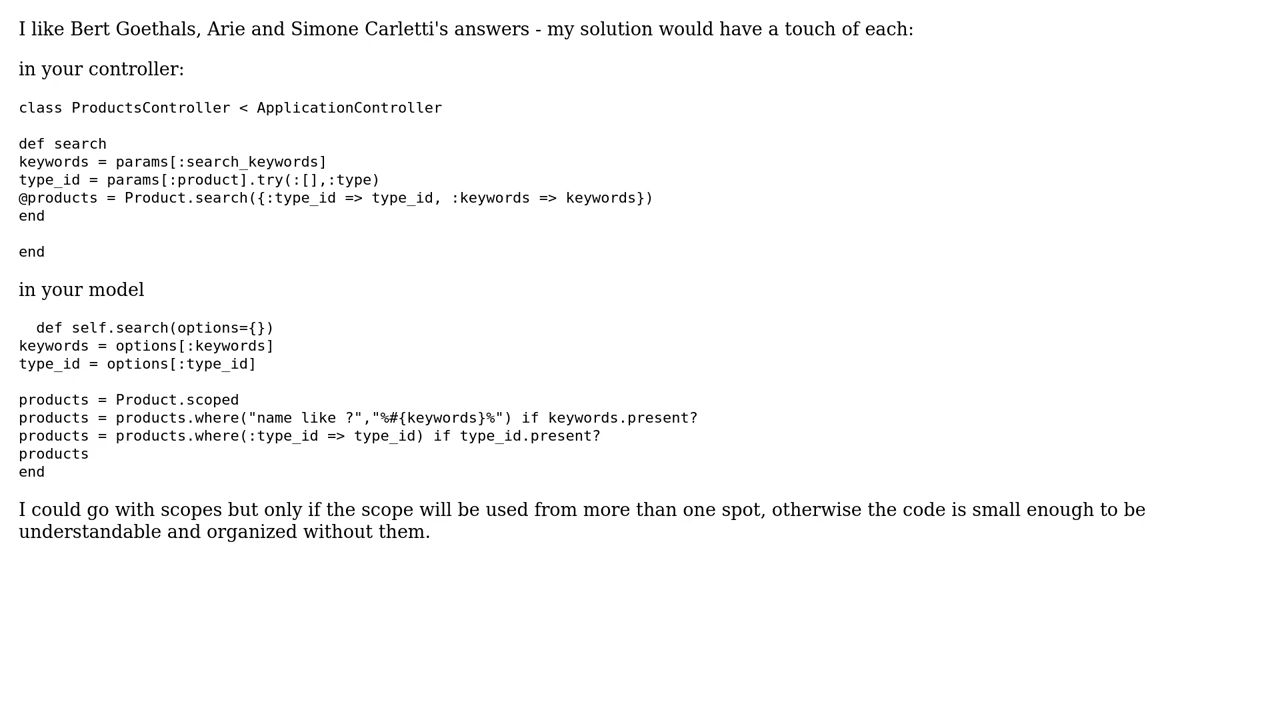 I like Bert Goethals, Arie and Simone Carletti's answers - my solution would have a touch of each:
in your controller:
class ProductsController < ApplicationController
def search
keywords = params[:search_keywords]
type_id = params[:product].try(:[],:type)
@products = Product.search({:type_id => type_id, :keywords => keywords})
end
end
in your model
  def self.search(options={})
keywords = options[:keywords]
type_id = options[:type_id]
products = Product.scoped
products = products.where("name like ?","%#{keywords}%") if keywords.present?
products = products.where(:type_id => type_id) if type_id.present?
products
end
I could go with scopes but only if the scope will be used from more than one spot, otherwise the code is small enough to be
understandable and organized without them.